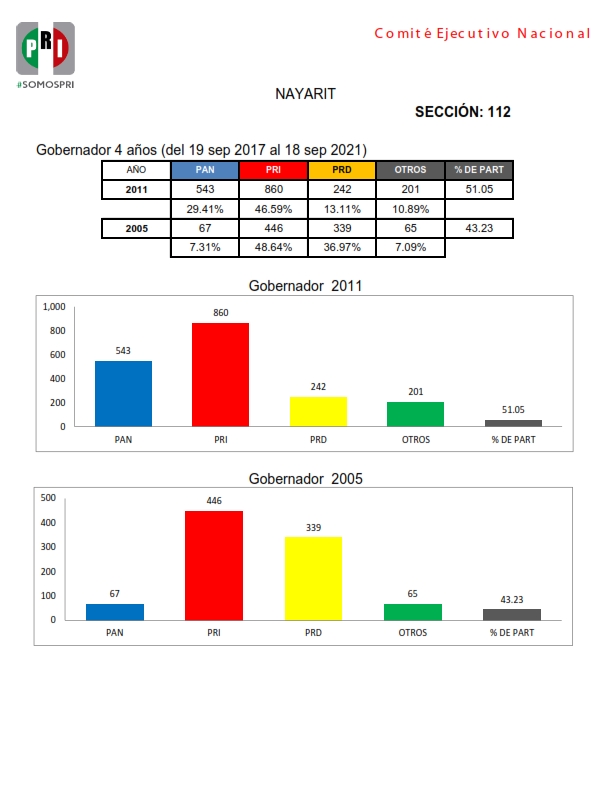 PRI
#SOMOSPRI
Comité Ejecutivo Nacional
NAYARIT
SECCIÓN: 112
Gobernador 4 años (del 19 sep 2017 al 18 sep 2021)
AÑO PAN PRI PRD OTROS % DE PART
2011 543 860 242 201 51.05
29.41% 46.59% 13.11% 10.89%
2005 67 446 339 65 43.23
7.31% 48.64% 36.97% 7.09%
Gobernador 2011
1,000
800
600
400
200
0
543
860
242
201
51.05
PAN PRI PRD OTROS % DE PART
Gobernador 2005
500
400
300
200
100
0
67
446
339
65
43.23
PAN PRI PRD OTROS % DE PART